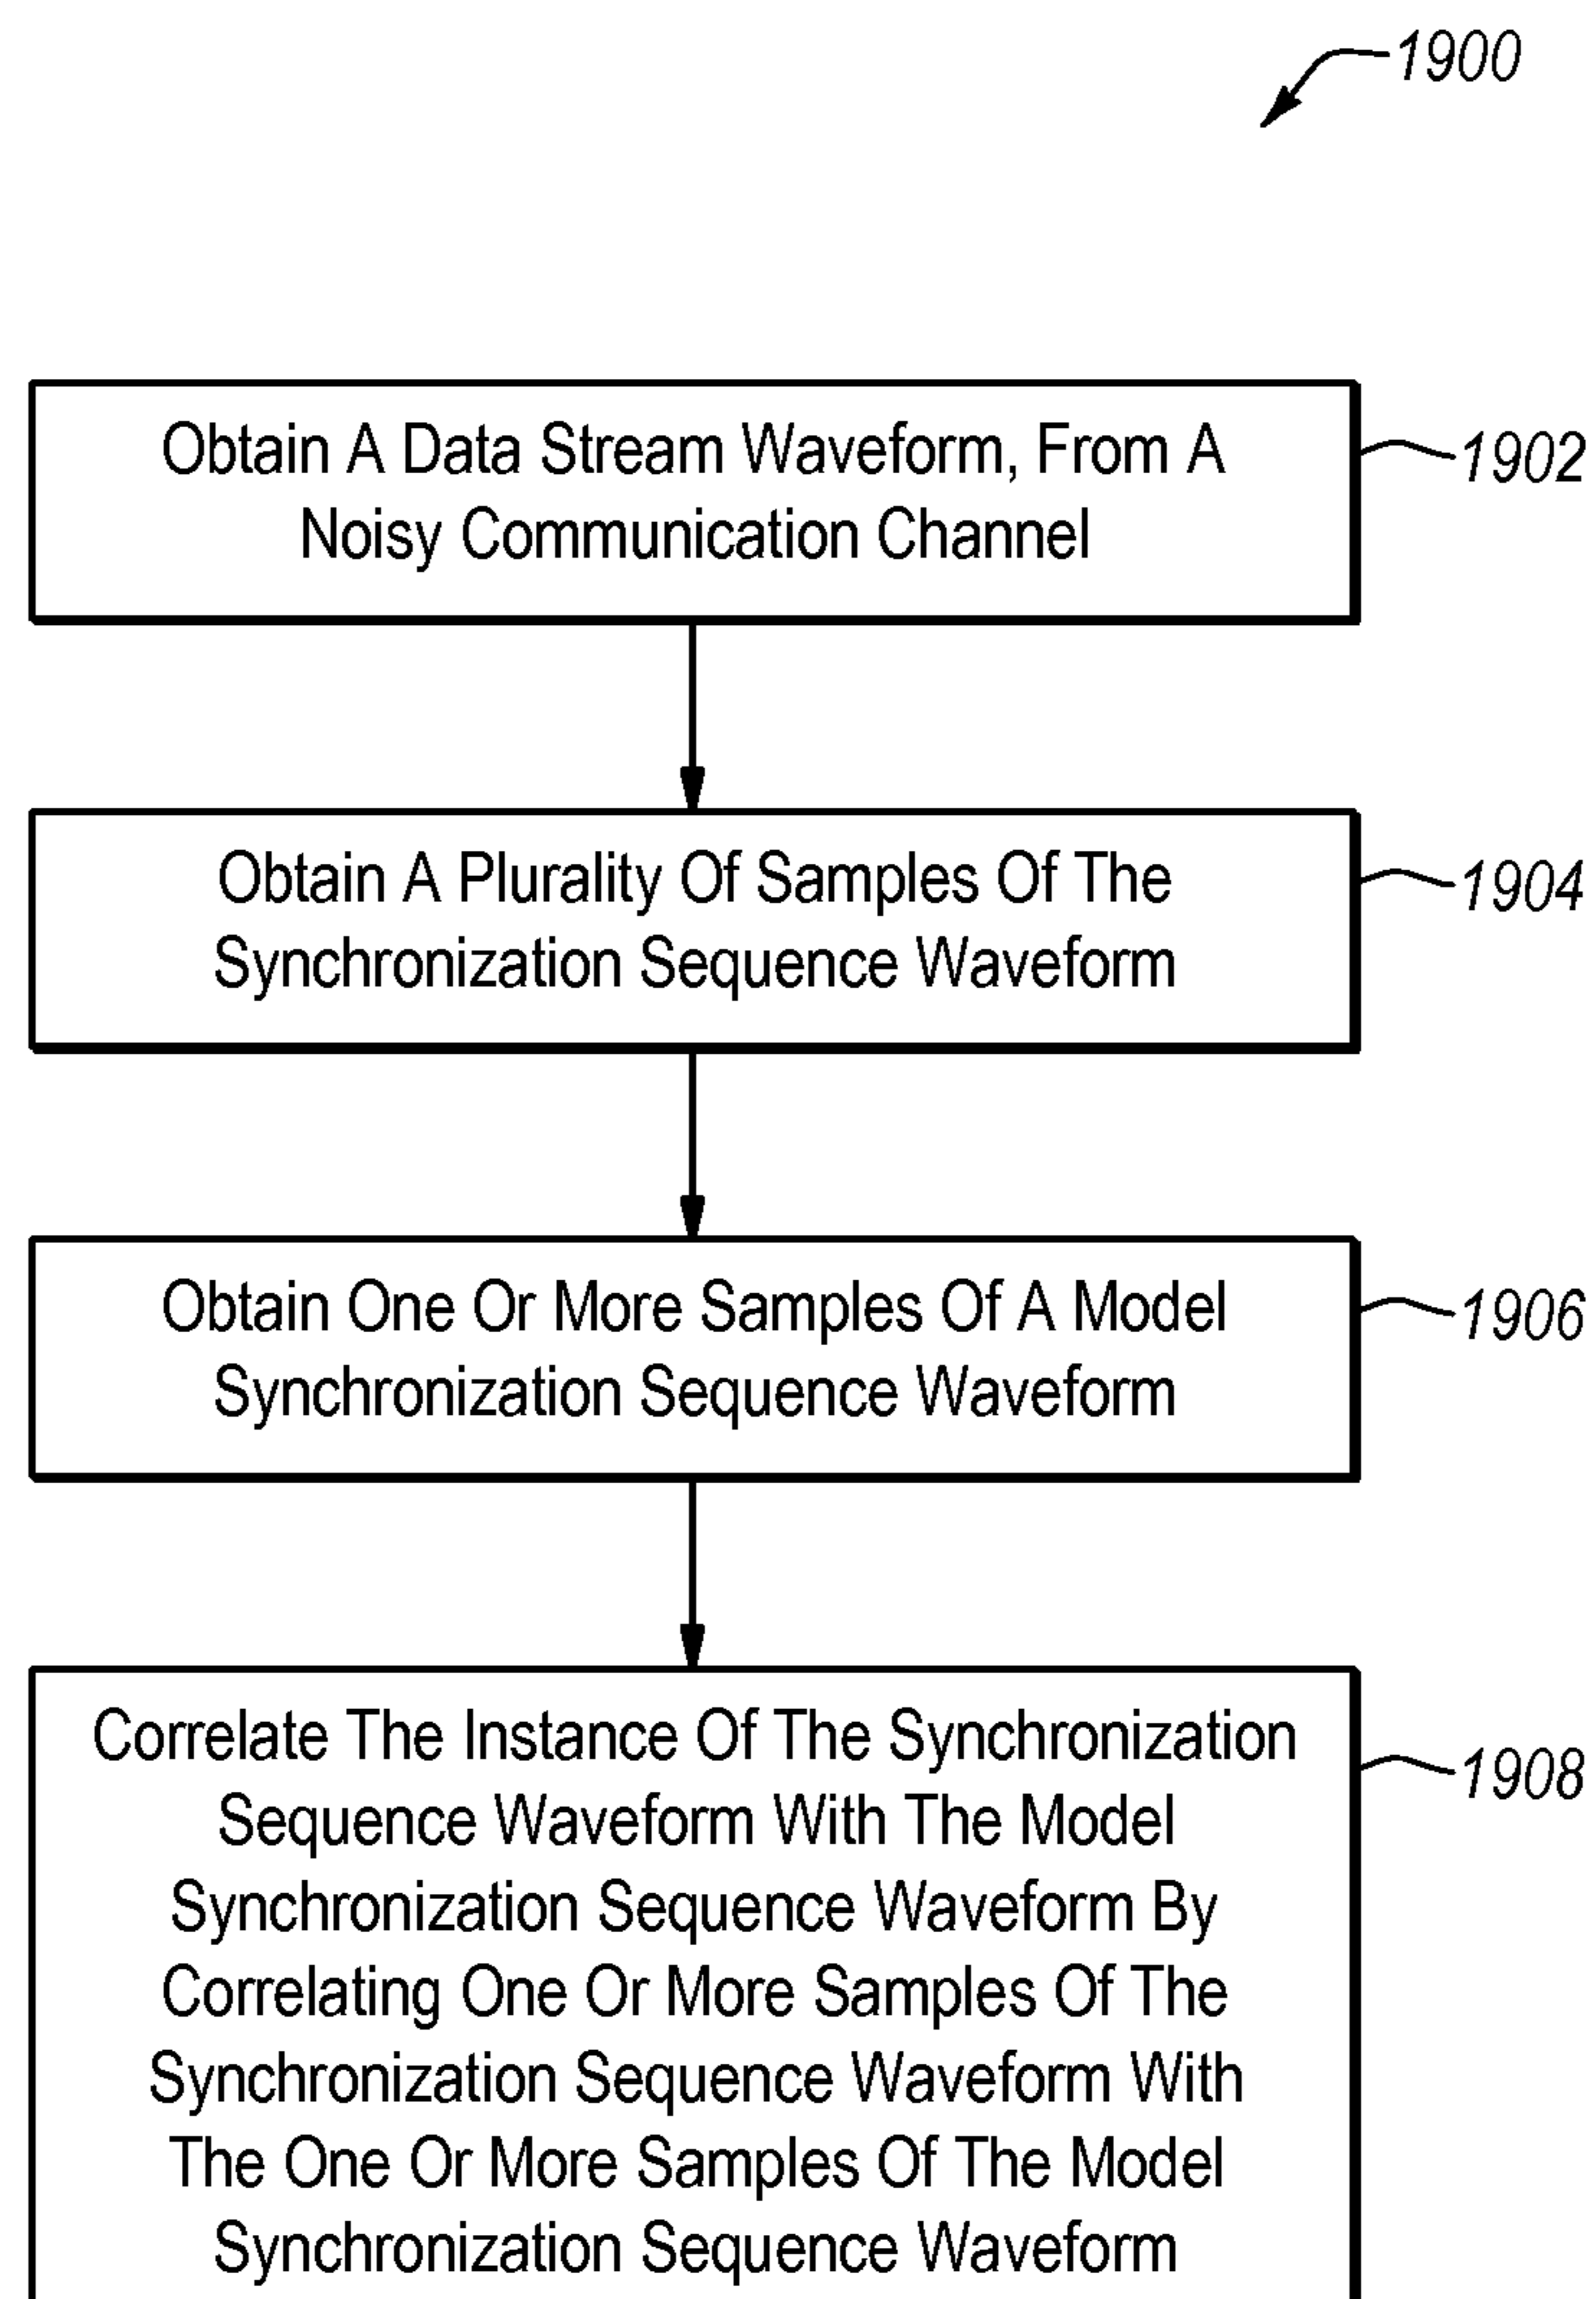 1900
Obtain A Data Stream Waveform, From A
Noisy Communication Channel
1902
Obtain A Plurality Of Samples Of The
Synchronization Sequence Waveform
1904
Obtain One Or More Samples Of A Model
Synchronization Sequence Waveform
1906
Correlate The Instance Of The Synchronization
Sequence Waveform With The Model
Synchronization Sequence Waveform By
Correlating One Or More Samples Of The
Synchronization Sequence Waveform With
The One Or More Samples Of The Model
Synchronization Sequence Waveform
1908